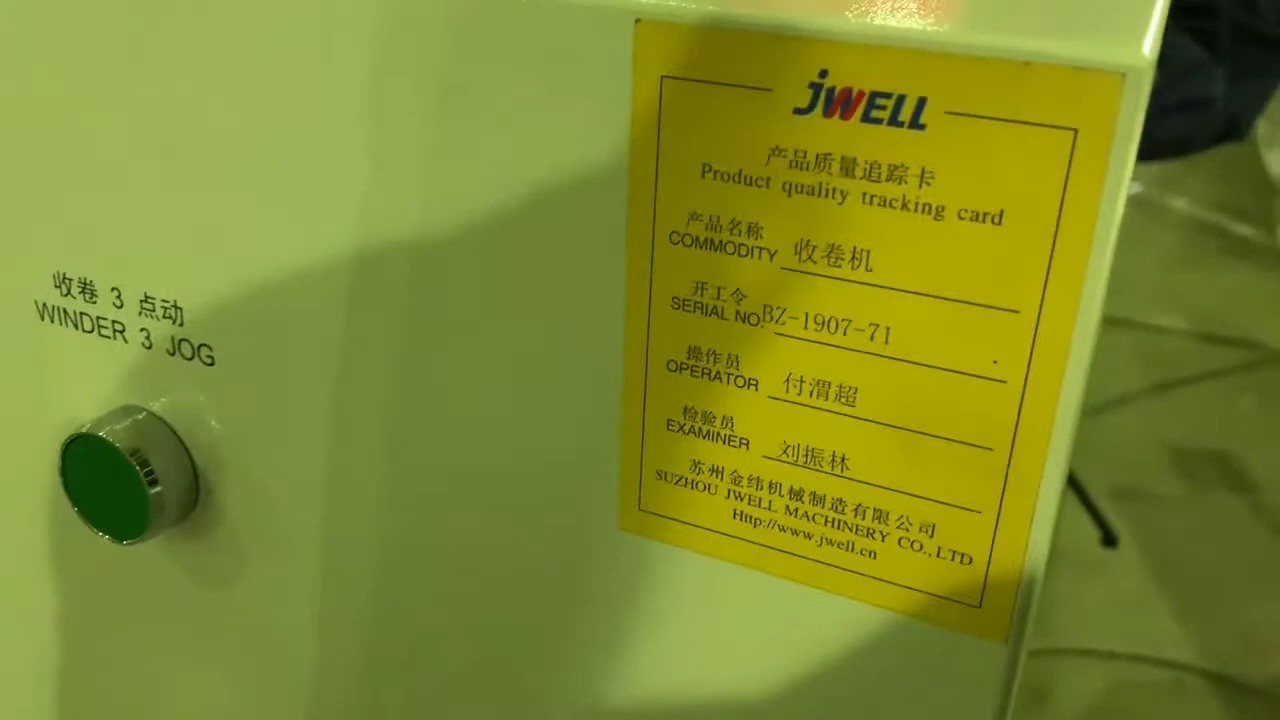 收卷 3 点动
WINDER 3 JOG
JWELL
产品质量追踪卡
Product quality tracking card
产品名称
COMMODITY 收卷机
开工令
SERIAL NO. BZ-1907-71
操作员
OPERATOR 付渭超
检验员
EXAMINER 刘振林
苏州金纬机械制造有限公司
SUZHOU JWELL MACHINERY CO.,LTD
Http://www.jwell.cn